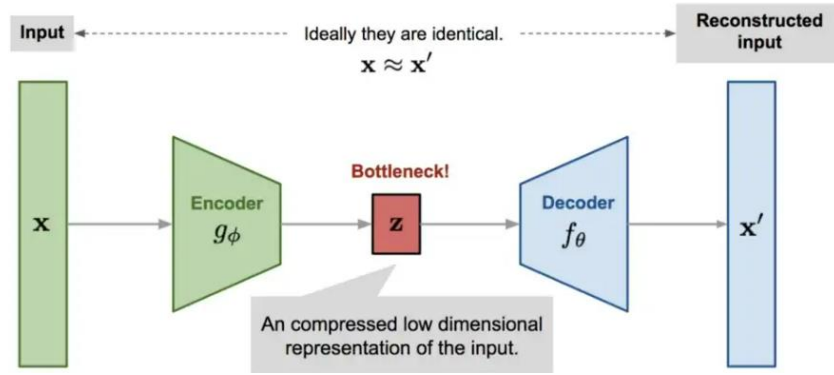 Input
Ideally they are identical.
x ≈ x′
Reconstructed
input
Bottleneck!
x
Encoder
gϕ
z
Decoder
fθ
x′
An compressed low dimensional
representation of the input.